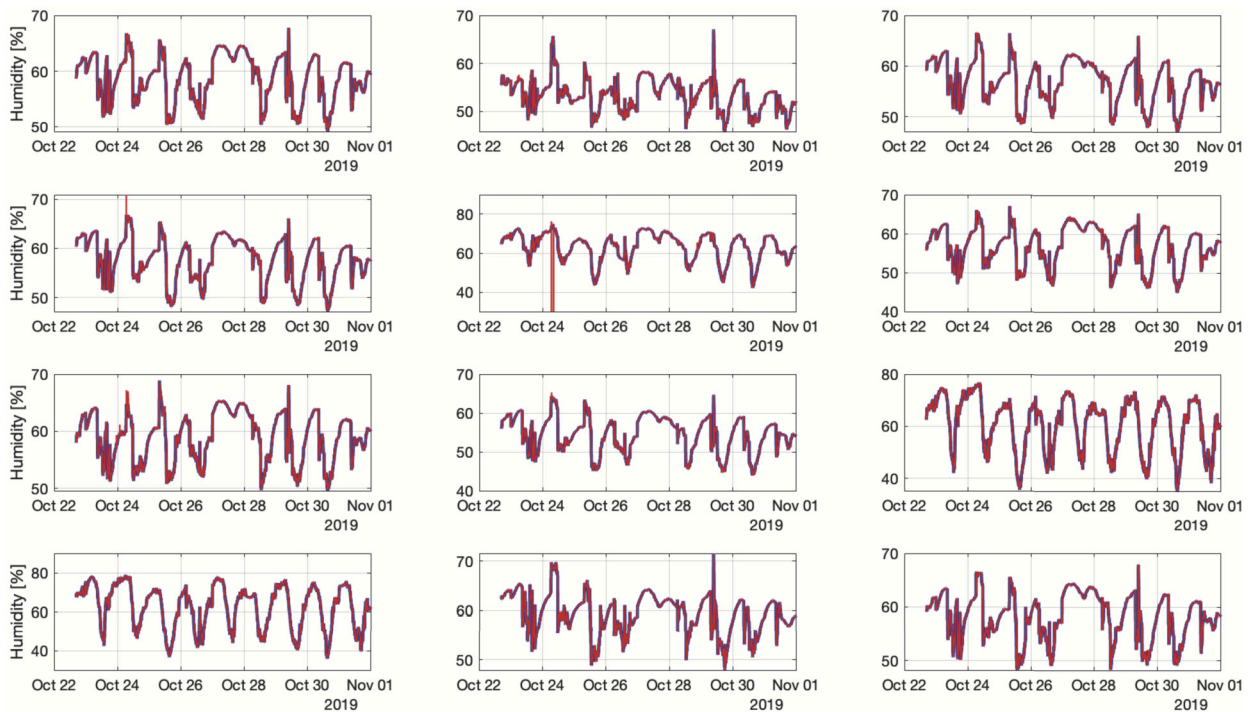 70 70 70
Humidity [%] 60 60 60
50 50 50
Oct 22 Oct 24 Oct 26 Oct 28 Oct 30 Nov 01 Oct 22 Oct 24 Oct 26 Oct 28 Oct 30 Nov 01 Oct 22 Oct 24 Oct 26 Oct 28 Oct 30 Nov 01
2019 2019 2019
70 80 70
Humidity [%] 60 60 60
50 40 50
Oct 22 Oct 24 Oct 26 Oct 28 Oct 30 Nov 01 Oct 22 Oct 24 Oct 26 Oct 28 Oct 30 Nov 01 40
Oct 22 Oct 24 Oct 26 Oct 28 Oct 30 Nov 01
2019 2019 2019
70 70 80
Humidity [%] 60 60 60
50 50 40
Oct 22 Oct 24 Oct 26 Oct 28 Oct 30 Nov 01 40 Oct 22 Oct 24 Oct 26 Oct 28 Oct 30 Nov 01
Oct 22 Oct 24 Oct 26 Oct 28 Oct 30 Nov 01
2019 2019 2019
80 70 70
Humidity [%] 60 60 60
40 50 50
Oct 22 Oct 24 Oct 26 Oct 28 Oct 30 Nov 01 Oct 22 Oct 24 Oct 26 Oct 28 Oct 30 Nov 01 Oct 22 Oct 24 Oct 26 Oct 28 Oct 30 Nov 01
2019 2019 2019